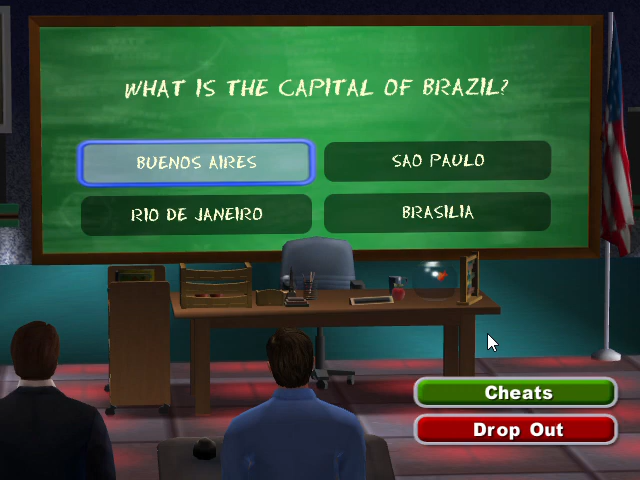 WHAT IS THE CAPITAL OF BRAZIL?
BUENOS AIRES
SAO PAULO
RIO DE JANEIRO
BRASILIA
Cheats
Drop Out